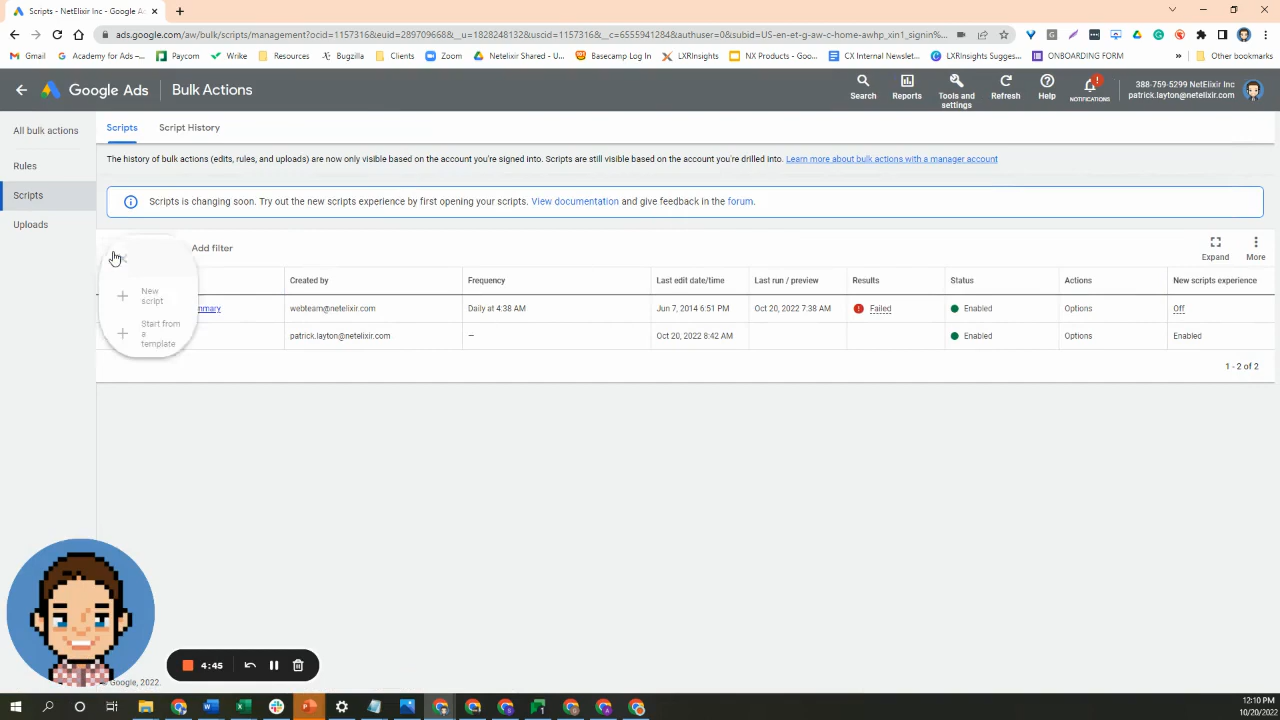 Scripts - NetElixir Inc - Google Ads
ads.google.com/aw/bulk/scripts/management?ocid=1157316&euid=289709668&__u=1828248132&uscid=1157316&__c=6555941284&authuser=0&subid=US-en-et-g-aw-c-home-awhp_xin1_signin%...
Gmail
Academy for Ads –...
Paycom
Wrike
Resources
Bugzilla
Clients
Zoom
Netelixir Shared -...
Basecamp Log In
LXRInsights
NX Products - Goo...
CX Internal_Newslet...
LXRInsights Sugges...
ONBOARDING FORM
»
Other bookmarks
Google Ads
Bulk Actions
Search
Reports
Tools and
settings
Refresh
Help
NOTIFICATIONS
388-759-5299 NetElixir Inc
patrick.layton@netelixir.com
All bulk actions
Rules
Scripts
Uploads
Scripts
Script History
The history of bulk actions (edits, rules, and uploads) are now only visible based on the account you're signed into. Scripts are still visible based on the account you're drilled into. Learn more about bulk actions with a manager account
Scripts is changing soon. Try out the new scripts experience by first opening your scripts. View documentation and give feedback in the forum.
Add filter
Expand
More
New
script
Start from
a
template
Created by
Frequency
Last edit date/time
Last run / preview
Results
Status
Actions
New scripts experience
mmary
webteam@netelixir.com
Daily at 4:38 AM
Jun 7, 2014 6:51 PM
Oct 20, 2022 7:38 AM
Failed
Enabled
Options
Off
patrick.layton@netelixir.com
—
Oct 20, 2022 8:42 AM
Enabled
Options
Enabled
1 - 2 of 2
4:45
© Google, 2022.
12:10 PM
10/20/2022